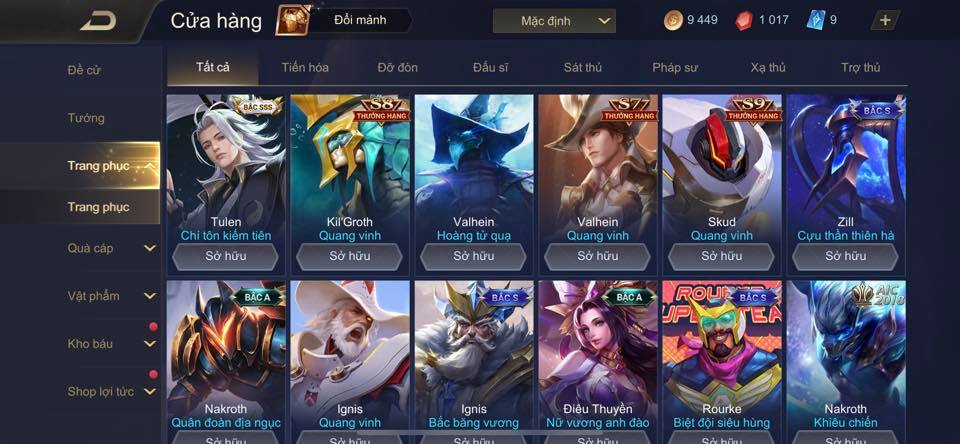 Cửa hàng
Đổi mảnh
Mặc định
9 449
1 017
9
Đề cử
Tướng
Trang phục
Trang phục
Quà cáp
Vật phẩm
Kho báu
Shop lợi tức
Tất cả
Tiến hóa
Đỡ đòn
Đấu sĩ
Sát thủ
Pháp sư
Xạ thủ
Trợ thủ
BẬC SSS
Tulen
Chí tôn kiếm tiên
Sở hữu
S8
THƯỞNG HẠNG
Kil'Groth
Quang vinh
Sở hữu
Valhein
Hoàng tử quạ
Sở hữu
S7
THƯỞNG HẠNG
Valhein
Quang vinh
Sở hữu
S9
THƯỞNG HẠNG
Skud
Quang vinh
Sở hữu
BẬC S
Zill
Cựu thần thiên hà
Sở hữu
BẬC A
Nakroth
Quân đoàn địa ngục
Sở hữu
Ignis
Quang vinh
Sở hữu
BẬC S
Ignis
Bắc băng vương
Sở hữu
BẬC A
Điêu Thuyền
Nữ vương anh đào
Sở hữu
BẬC S
Rourke
Biệt đội siêu hùng
Sở hữu
AIC
2018
Nakroth
Khiêu chiến
Sở hữu